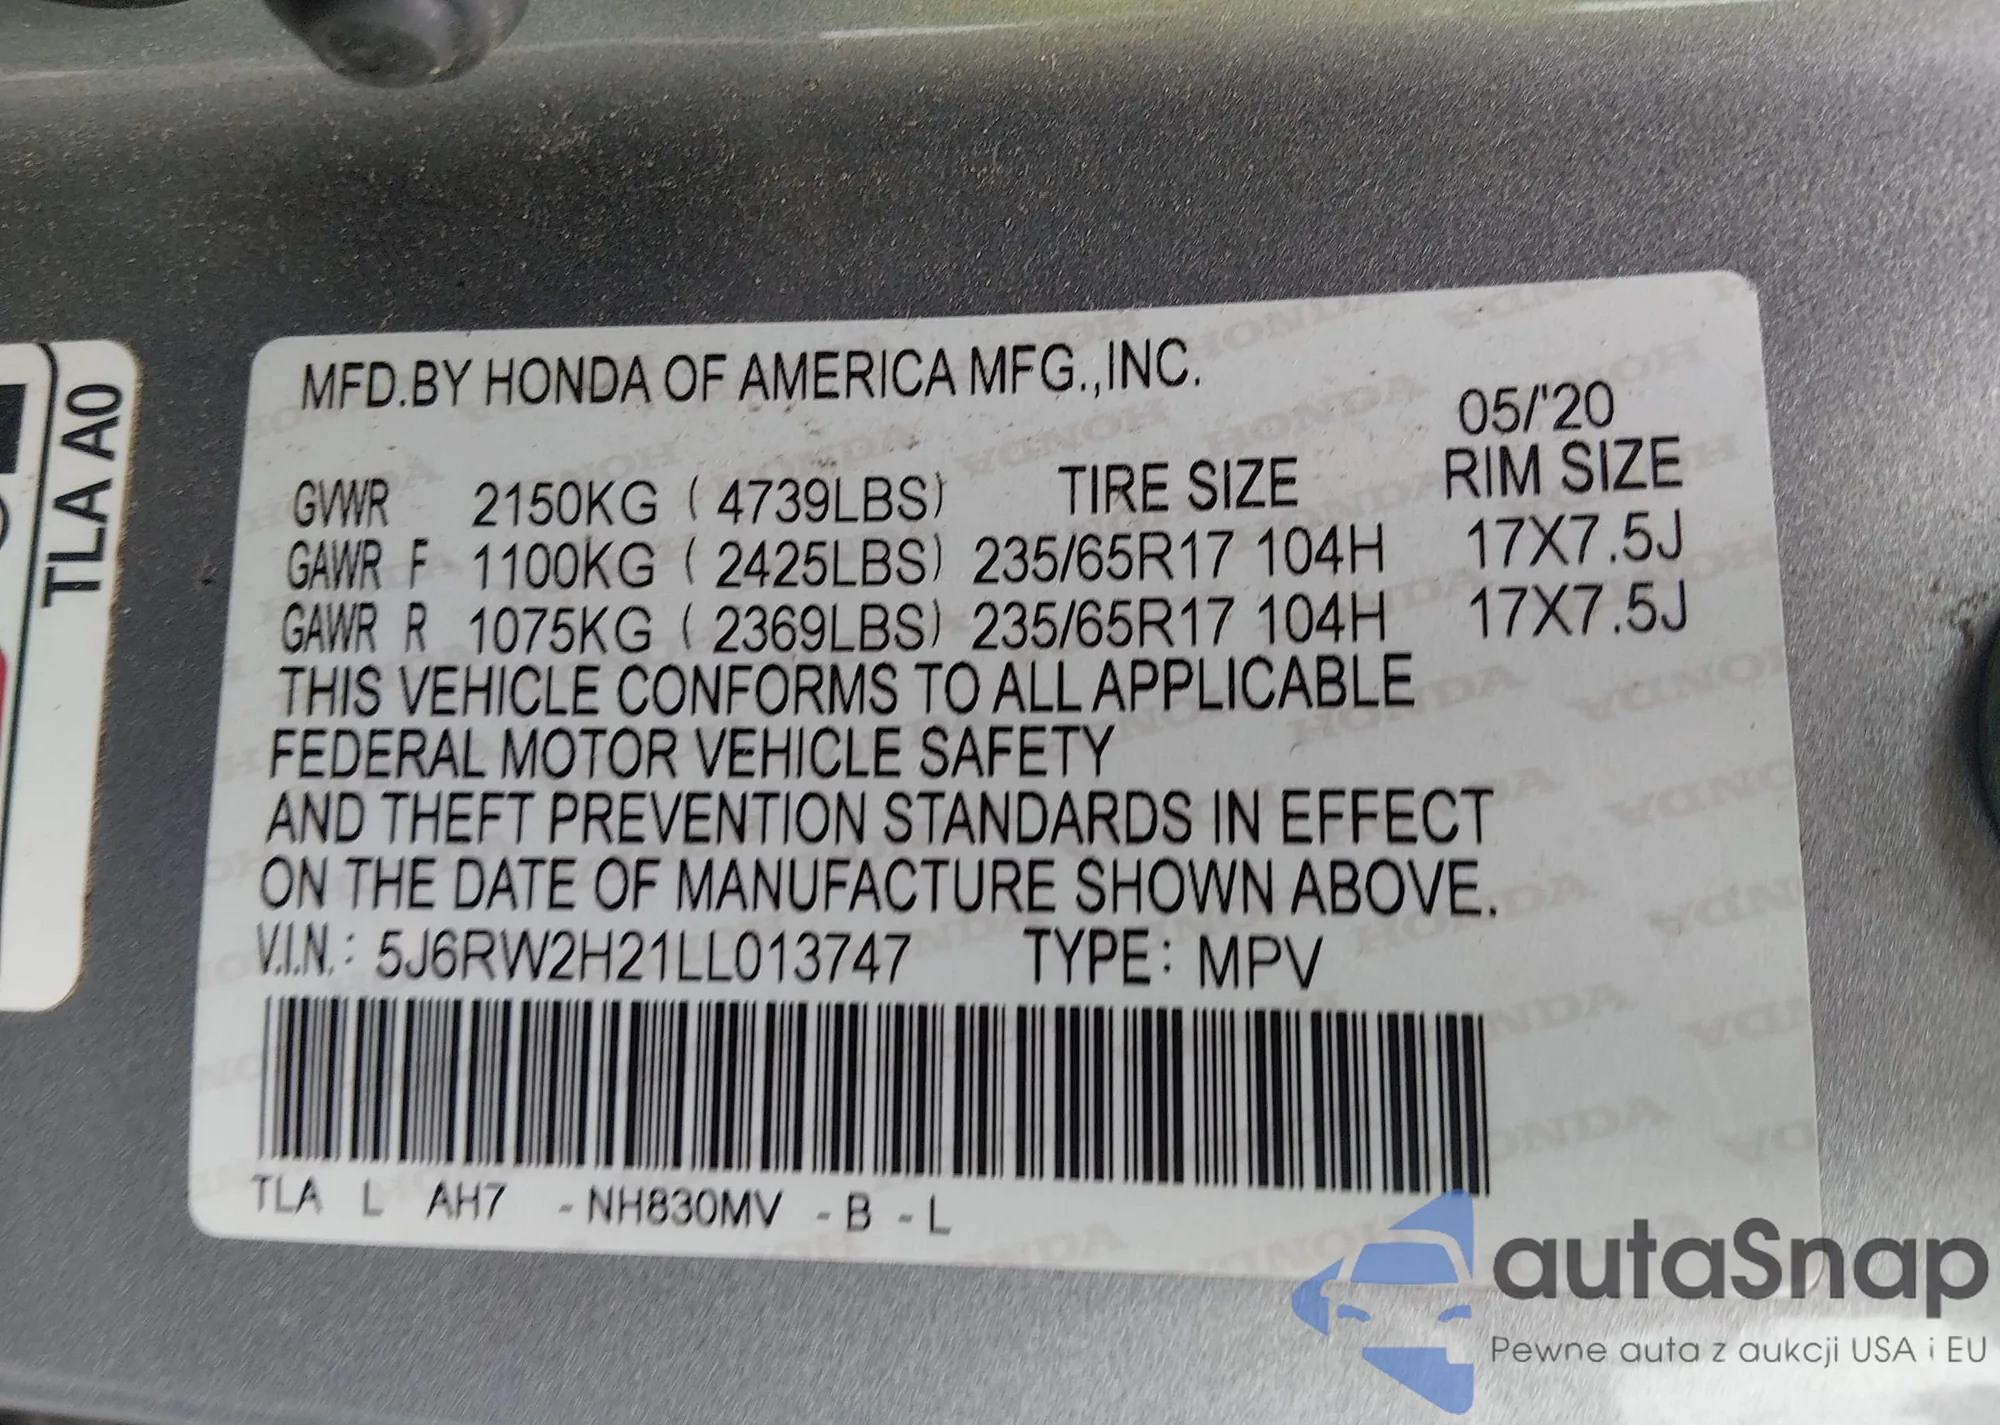 TLA A0
MFD.BY HONDA OF AMERICA MFG.,INC.
05/'20
GVWR 2150KG ( 4739LBS) TIRE SIZE RIM SIZE
GAWR F 1100KG ( 2425LBS) 235/65R17 104H 17X7.5J
GAWR R 1075KG ( 2369LBS) 235/65R17 104H 17X7.5J
THIS VEHICLE CONFORMS TO ALL APPLICABLE
FEDERAL MOTOR VEHICLE SAFETY
AND THEFT PREVENTION STANDARDS IN EFFECT
ON THE DATE OF MANUFACTURE SHOWN ABOVE.
V.I.N.: 5J6RW2H21LL013747 TYPE: MPV
TLA L AH7 -NH830MV -B -L
autaSnap
Pewne auta z aukcji USA i EU